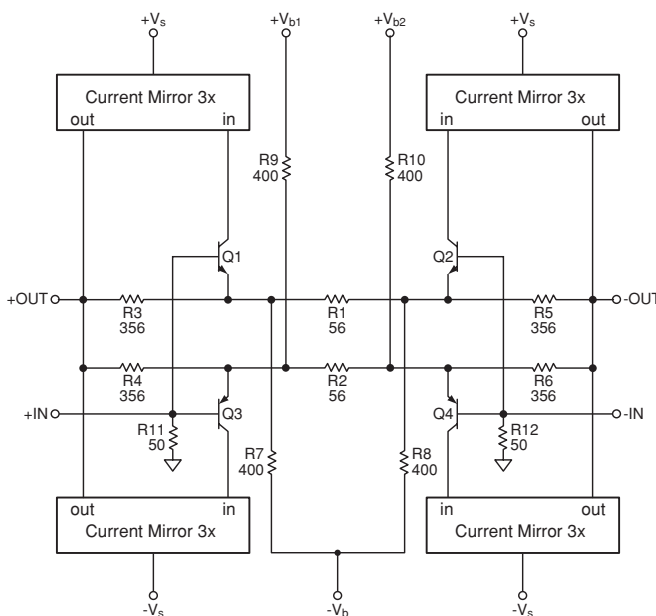 +Vs +Vb1 +Vb2 +Vs
Current Mirror 3x Current Mirror 3x
out in in out
R9 R10
400 400
Q1 Q2
+OUT -OUT
R3 R1 R5
356 56 356
R4 R2 R6
356 56 356
+IN Q3 Q4 -IN
R11 R12
50 50
R7 R8
400 400
out in in out
Current Mirror 3x Current Mirror 3x
-Vs -Vb -Vs